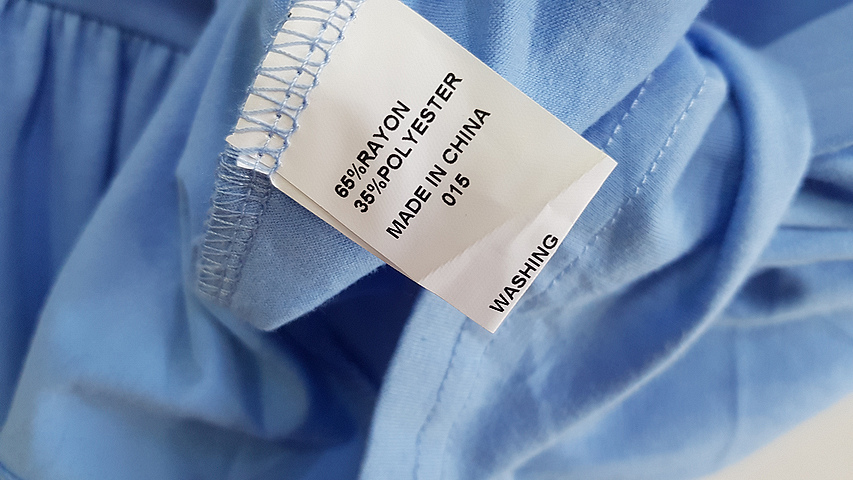 65%RAYON
35%POLYESTER
MADE IN CHINA
015
WASHING